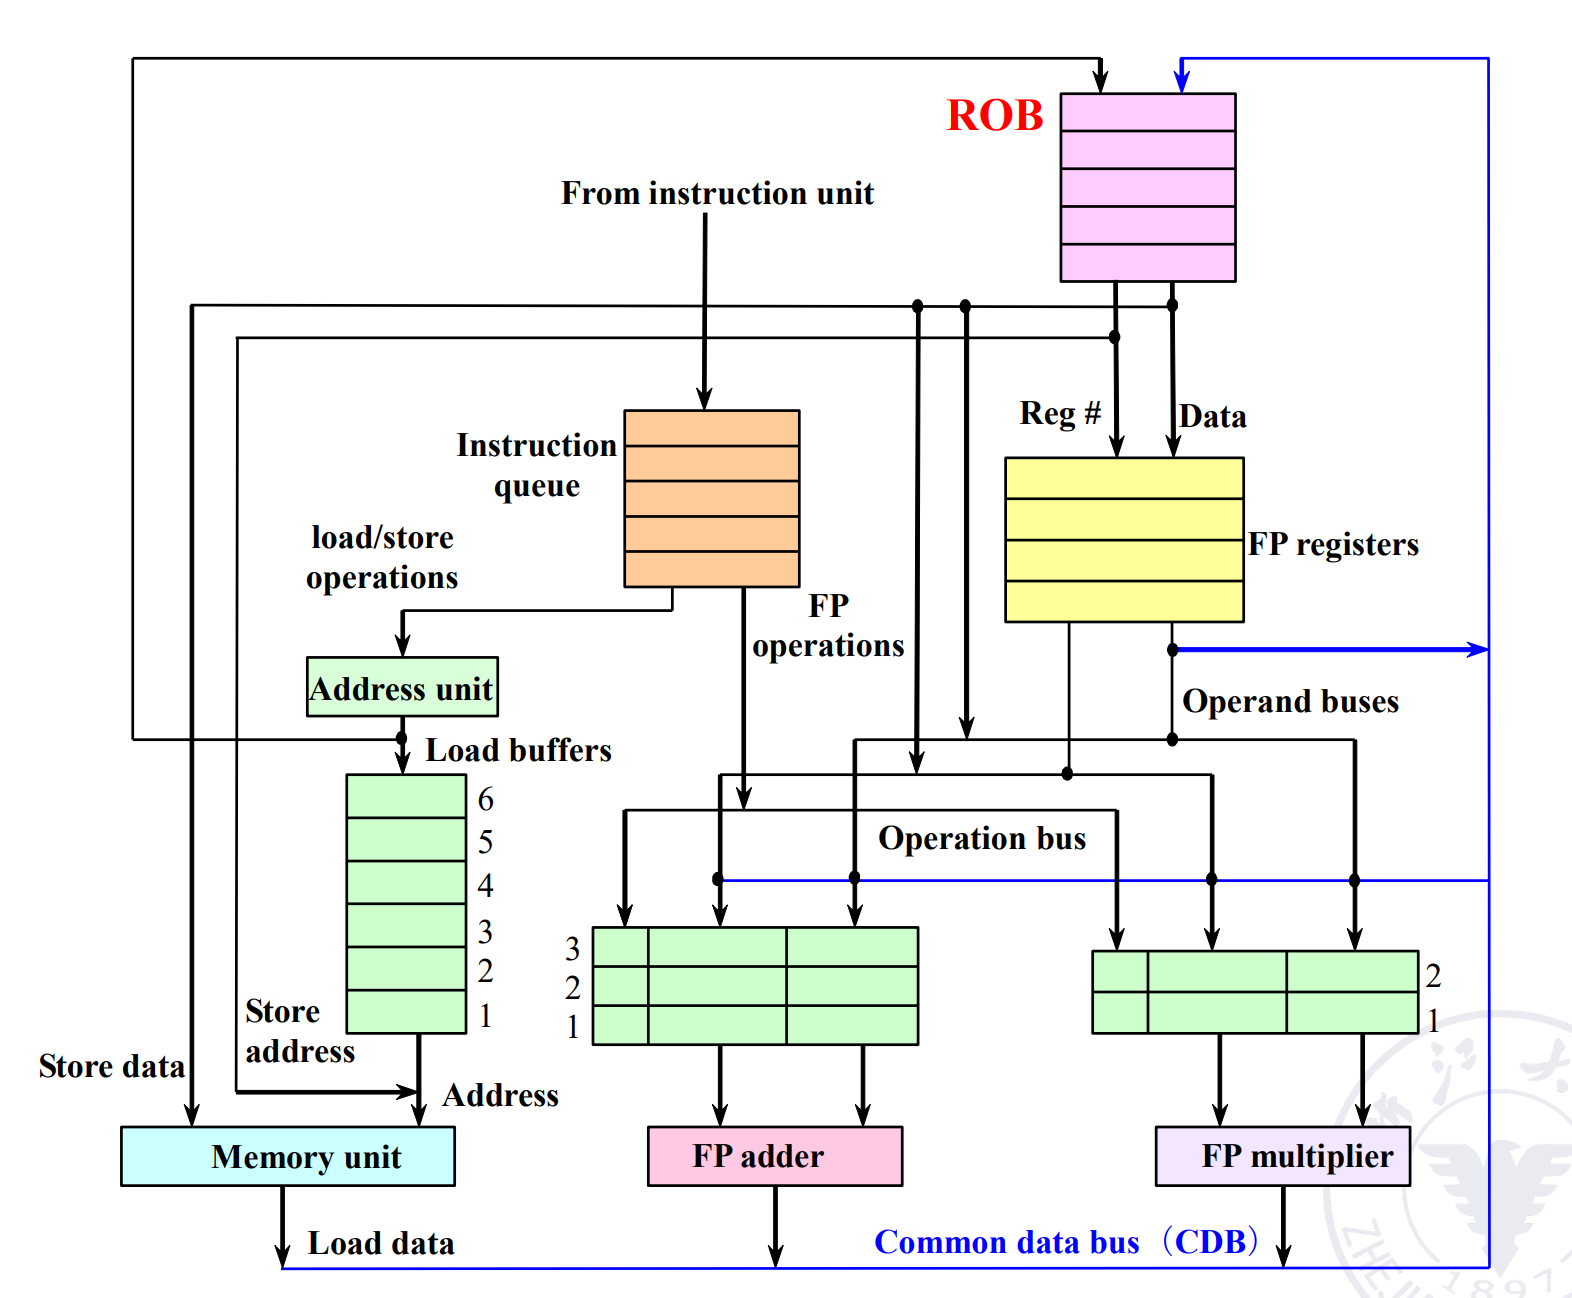 ROB
From instruction unit
Reg #
Data
Instruction
queue
load/store
operations
FP registers
FP
operations
Address unit
Operand buses
Load buffers
6
5
4
3
2
1
Operation bus
3
2
1
2
1
Store
address
Store data
Address
Memory unit
FP adder
FP multiplier
Load data
Common data bus（CDB）
1897